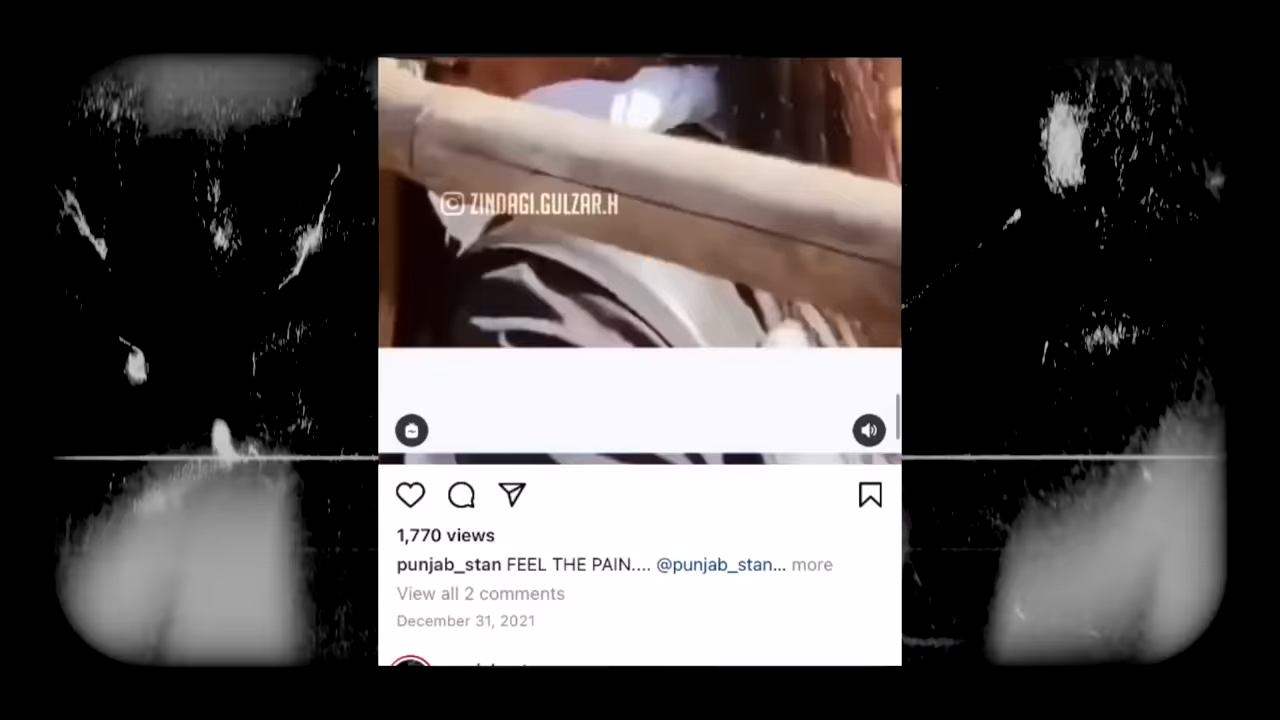 ZINDAGI.GULZAR.H
1,770 views
punjab_stan FEEL THE PAIN.... @punjab_stan... more
View all 2 comments
December 31, 2021